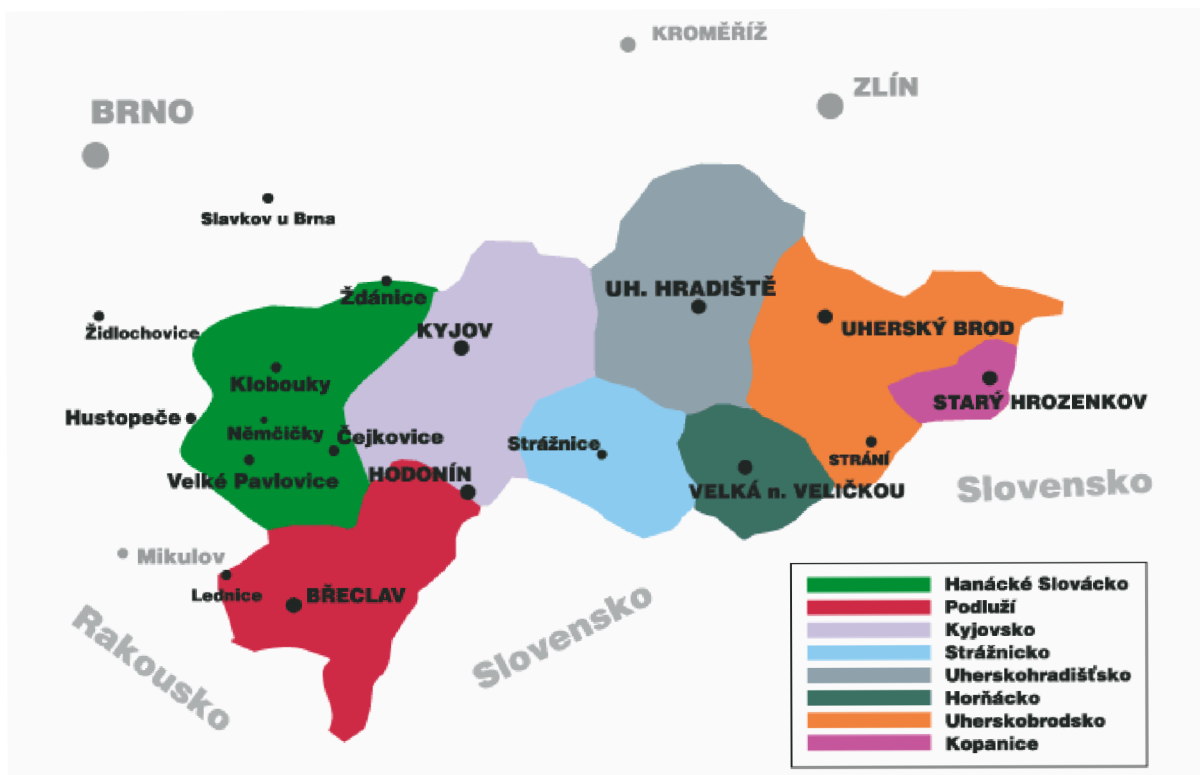 KROMĚŘÍŽ
ZLÍN
BRNO
Slavkov u Brna
UH. HRADIŠTĚ
Ždánice
Židlochovice
KYJOV
UHERSKÝ BROD
Klobouky
STARÝ HROZENKOV
Hustopeče
Němčičky
Čejkovice
Strážnice
STRÁNÍ
Velké Pavlovice
HODONÍN
VELKÁ n. VELIČKOU
Slovensko
Mikulov
Lednice
BŘECLAV
Rakousko
Slovensko
Hanácké Slovácko
Podluží
Kyjovsko
Strážnicko
Uherskohradišťsko
Horňácko
Uherskobrodsko
Kopanice